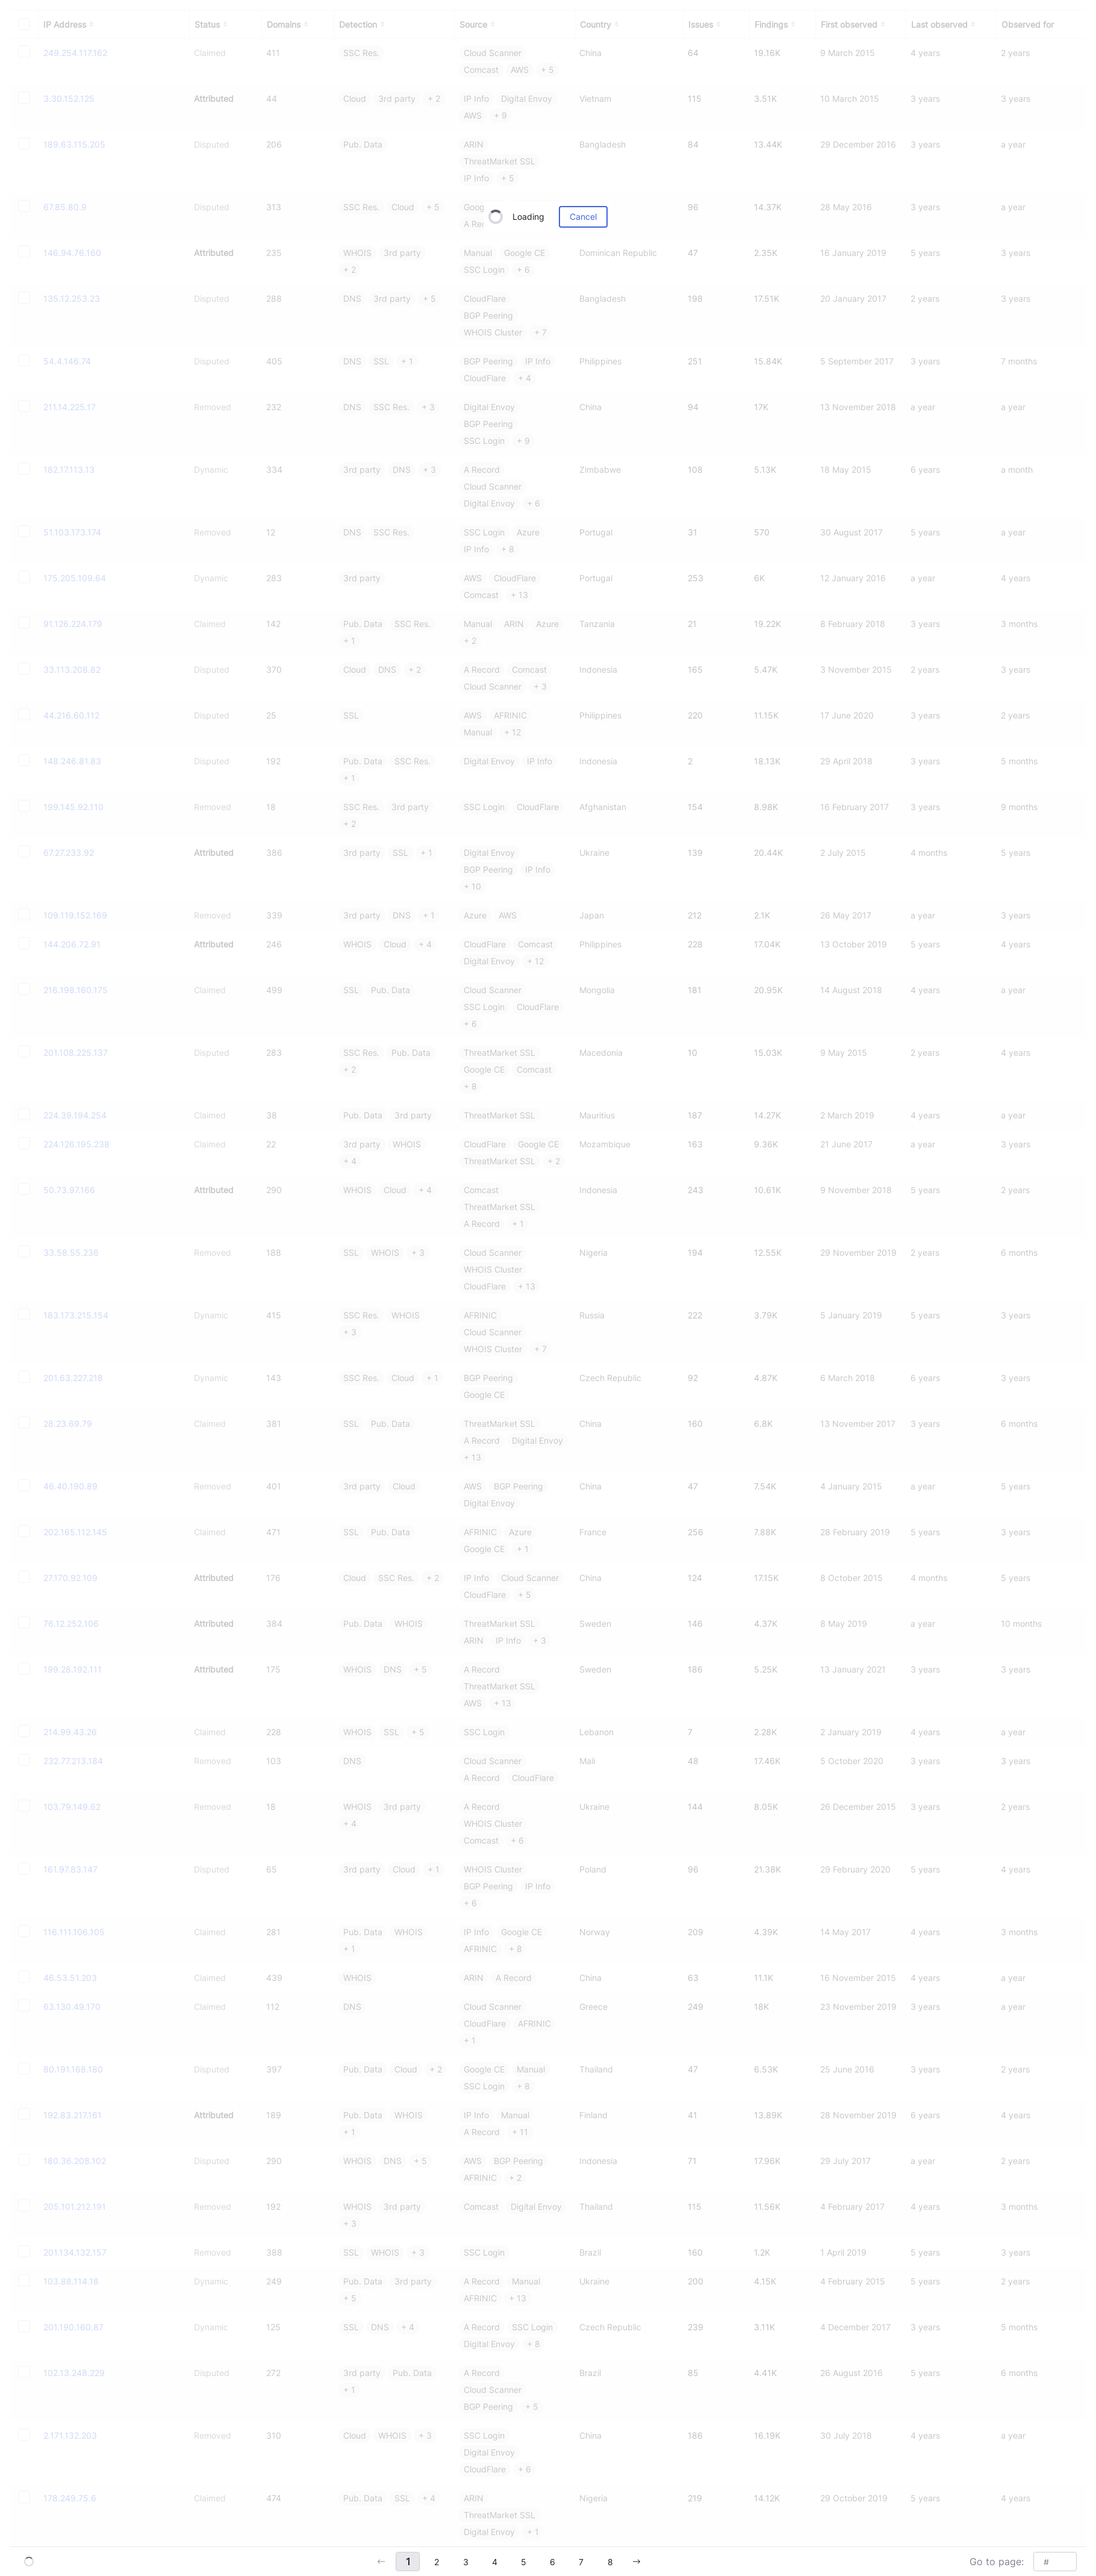 IP Address Status Domains Detection Source Country Issues Findings First observed Last observed Observed for
249.254.117.162 Claimed 411 SSC Res. Cloud Scanner China 64 19.16K 9 March 2015 4 years 2 years
Comcast AWS + 5
3.30.152.125 Attributed 44 Cloud 3rd party + 2 IP Info Digital Envoy Vietnam 115 3.51K 10 March 2015 3 years 3 years
AWS + 9
189.63.115.205 Disputed 206 Pub. Data ARIN Bangladesh 84 13.44K 29 December 2016 3 years a year
ThreatMarket SSL
IP Info + 5
67.85.80.9 Disputed 313 SSC Res. Cloud + 5 96 14.37K 28 May 2016 3 years a year
Loading Cancel
146.94.76.160 Attributed 235 WHOIS 3rd party Manual Google CE Dominican Republic 47 2.35K 16 January 2019 5 years 3 years
+ 2 SSC Login + 6
135.12.253.23 Disputed 288 DNS 3rd party + 5 CloudFlare Bangladesh 198 17.51K 20 January 2017 2 years 3 years
BGP Peering
WHOIS Cluster + 7
54.4.146.74 Disputed 405 DNS SSL + 1 BGP Peering IP Info Philippines 251 15.84K 5 September 2017 3 years 7 months
CloudFlare + 4
211.14.225.17 Removed 232 DNS SSC Res. + 3 Digital Envoy China 94 17K 13 November 2018 a year a year
BGP Peering
SSC Login + 9
182.17.113.13 Dynamic 334 3rd party DNS + 3 A Record Zimbabwe 108 5.13K 18 May 2015 6 years a month
Cloud Scanner
Digital Envoy + 6
51.103.173.174 Removed 12 DNS SSC Res. SSC Login Azure Portugal 31 570 30 August 2017 5 years a year
IP Info + 8
175.205.109.64 Dynamic 283 3rd party AWS CloudFlare Portugal 253 6K 12 January 2016 a year 4 years
Comcast + 13
91.126.224.179 Claimed 142 Pub. Data SSC Res. Manual ARIN Azure Tanzania 21 19.22K 8 February 2018 3 years 3 months
+ 1 + 2
33.113.208.82 Disputed 370 Cloud DNS + 2 A Record Comcast Indonesia 165 5.47K 3 November 2015 2 years 3 years
Cloud Scanner + 3
44.216.60.112 Disputed 25 SSL AWS AFRINIC Philippines 220 11.15K 17 June 2020 3 years 2 years
Manual + 12
148.246.81.83 Disputed 192 Pub. Data SSC Res. Digital Envoy IP Info Indonesia 2 18.13K 29 April 2018 3 years 5 months
+ 1
199.145.92.110 Removed 18 SSC Res. 3rd party SSC Login CloudFlare Afghanistan 154 8.98K 16 February 2017 3 years 9 months
+ 2
67.27.233.92 Attributed 386 3rd party SSL + 1 Digital Envoy Ukraine 139 20.44K 2 July 2015 4 months 5 years
BGP Peering IP Info
+ 10
109.119.152.169 Removed 339 3rd party DNS + 1 Azure AWS Japan 212 2.1K 26 May 2017 a year 3 years
144.206.72.91 Attributed 246 WHOIS Cloud + 4 CloudFlare Comcast Philippines 228 17.04K 13 October 2019 5 years 4 years
Digital Envoy + 12
216.198.160.175 Claimed 499 SSL Pub. Data Cloud Scanner Mongolia 181 20.95K 14 August 2018 4 years a year
SSC Login CloudFlare
+ 6
201.108.225.137 Disputed 283 SSC Res. Pub. Data ThreatMarket SSL Macedonia 10 15.03K 9 May 2015 2 years 4 years
+ 2 Google CE Comcast
+ 8
224.39.194.254 Claimed 38 Pub. Data 3rd party ThreatMarket SSL Mauritius 187 14.27K 2 March 2019 4 years a year
224.126.195.238 Claimed 22 3rd party WHOIS CloudFlare Google CE Mozambique 163 9.36K 21 June 2017 a year 3 years
+ 4 ThreatMarket SSL + 2
50.73.97.166 Attributed 290 WHOIS Cloud + 4 Comcast Indonesia 243 10.61K 9 November 2018 5 years 2 years
ThreatMarket SSL
A Record + 1
33.58.55.236 Removed 188 SSL WHOIS + 3 Cloud Scanner Nigeria 194 12.55K 29 November 2019 2 years 6 months
WHOIS Cluster
CloudFlare + 13
183.173.215.154 Dynamic 415 SSC Res. WHOIS AFRINIC Russia 222 3.79K 5 January 2019 5 years 3 years
+ 3 Cloud Scanner
WHOIS Cluster + 7
201.63.227.218 Dynamic 143 SSC Res. Cloud + 1 BGP Peering Czech Republic 92 4.87K 6 March 2018 6 years 3 years
Google CE
28.23.69.79 Claimed 381 SSL Pub. Data ThreatMarket SSL China 160 6.8K 13 November 2017 3 years 6 months
A Record Digital Envoy
+ 13
46.40.190.89 Removed 401 3rd party Cloud AWS BGP Peering China 47 7.54K 4 January 2015 a year 5 years
Digital Envoy
202.165.112.145 Claimed 471 SSL Pub. Data AFRINIC Azure France 256 7.88K 28 February 2019 5 years 3 years
Google CE + 1
27.170.92.109 Attributed 176 Cloud SSC Res. + 2 IP Info Cloud Scanner China 124 17.15K 8 October 2015 4 months 5 years
CloudFlare + 5
76.12.252.106 Attributed 384 Pub. Data WHOIS ThreatMarket SSL Sweden 146 4.37K 8 May 2019 a year 10 months
ARIN IP Info + 3
199.28.192.111 Attributed 175 WHOIS DNS + 5 A Record Sweden 186 5.25K 13 January 2021 3 years 3 years
ThreatMarket SSL
AWS + 13
214.99.43.26 Claimed 228 WHOIS SSL + 5 SSC Login Lebanon 7 2.28K 2 January 2019 4 years a year
232.77.213.184 Removed 103 DNS Cloud Scanner Mali 48 17.46K 5 October 2020 3 years 3 years
A Record CloudFlare
103.79.149.62 Removed 18 WHOIS 3rd party A Record Ukraine 144 8.05K 26 December 2015 3 years 2 years
+ 4 WHOIS Cluster
Comcast + 6
161.97.83.147 Disputed 65 3rd party Cloud + 1 WHOIS Cluster Poland 96 21.38K 29 February 2020 5 years 4 years
BGP Peering IP Info
+ 6
116.111.106.105 Claimed 281 Pub. Data WHOIS IP Info Google CE Norway 209 4.39K 14 May 2017 4 years 3 months
+ 1 AFRINIC + 8
46.53.51.203 Claimed 439 WHOIS ARIN A Record China 63 11.1K 16 November 2015 4 years a year
63.130.49.170 Claimed 112 DNS Cloud Scanner Greece 249 18K 23 November 2019 3 years a year
CloudFlare AFRINIC
+ 1
80.191.168.180 Disputed 397 Pub. Data Cloud + 2 Google CE Manual Thailand 47 6.53K 25 June 2016 3 years 2 years
SSC Login + 8
192.83.217.161 Attributed 189 Pub. Data WHOIS IP Info Manual Finland 41 13.89K 28 November 2019 6 years 4 years
+ 1 A Record + 11
180.36.208.102 Disputed 290 WHOIS DNS + 5 AWS BGP Peering Indonesia 71 17.96K 29 July 2017 a year 2 years
AFRINIC + 2
205.101.212.191 Removed 192 WHOIS 3rd party Comcast Digital Envoy Thailand 115 11.56K 4 February 2017 4 years 3 months
+ 3
201.134.132.157 Removed 388 SSL WHOIS + 3 SSC Login Brazil 160 1.2K 1 April 2019 5 years 3 years
103.88.114.18 Dynamic 249 Pub. Data 3rd party A Record Manual Ukraine 200 4.15K 4 February 2015 5 years 2 years
+ 5 AFRINIC + 13
201.190.160.87 Dynamic 125 SSL DNS + 4 A Record SSC Login Czech Republic 239 3.11K 4 December 2017 3 years 5 months
Digital Envoy + 8
102.13.248.229 Disputed 272 3rd party Pub. Data A Record Brazil 85 4.41K 26 August 2016 5 years 6 months
+ 1 Cloud Scanner
BGP Peering + 5
2.171.132.203 Removed 310 Cloud WHOIS + 3 SSC Login China 186 16.19K 30 July 2018 4 years a year
Digital Envoy
CloudFlare + 6
178.249.75.6 Claimed 474 Pub. Data SSL + 4 ARIN Nigeria 219 14.12K 29 October 2019 5 years 4 years
ThreatMarket SSL
Digital Envoy + 1
← 1 2 3 4 5 6 7 8 → Go to page: #